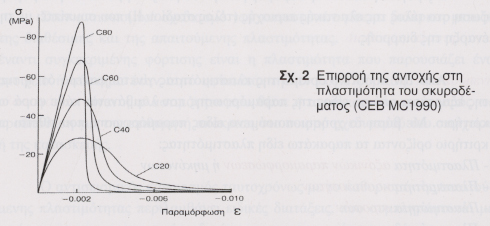 σ
(MPa)
-80
-60
-40
-20
C80
C60
C40
C20
-0.002
-0.006
-0.010
Παραμόρφωση ε
Σχ. 2 Επιρροή της αντοχής στη
πλαστιμότητα του σκυροδέ-
ματος (CEB MC1990)